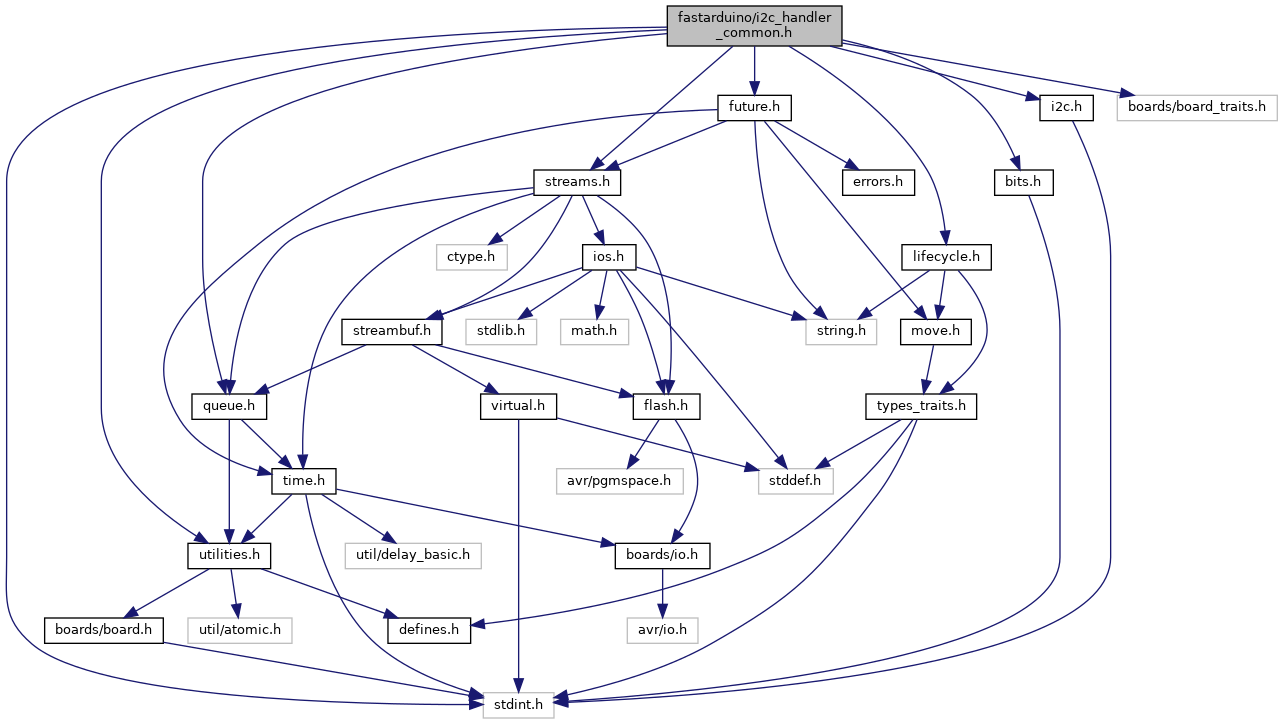 fastarduino/i2c_handler
_common.h
future.h
i2c.h
boards/board_traits.h
streams.h
errors.h
bits.h
ctype.h
ios.h
lifecycle.h
streambuf.h
stdlib.h
math.h
string.h
move.h
queue.h
virtual.h
flash.h
types_traits.h
time.h
avr/pgmspace.h
stddef.h
utilities.h
util/delay_basic.h
boards/io.h
boards/board.h
util/atomic.h
defines.h
avr/io.h
stdint.h